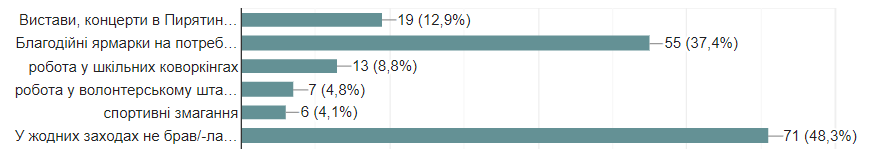 Вистави, концерти в Пирятин… 19 (12,9%)
Благодійні ярмарки на потреб… 55 (37,4%)
робота у шкільних коворкінгах 13 (8,8%)
робота у волонтерському шта… 7 (4,8%)
спортивні змагання 6 (4,1%)
У жодних заходах не брав/-ла… 71 (48,3%)